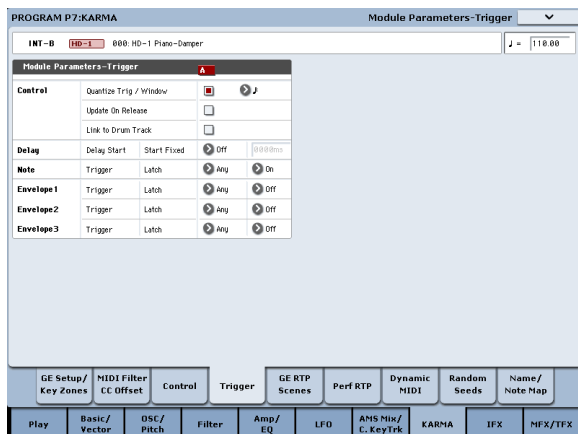 PROGRAM P7:KARMA Module Parameters-Trigger
INT-B HD-1 000: HD-1 Piano-Damper ♩ = 110.00
Module Parameters-Trigger A
Control Quantize Trig / Window ♪
Update On Release
Link to Drum Track
Delay Delay Start Start Fixed Off 0000ms
Note Trigger Latch Any On
Envelope1 Trigger Latch Any Off
Envelope2 Trigger Latch Any Off
Envelope3 Trigger Latch Any Off
GE Setup/ Key Zones
MIDI Filter CC Offset
Control
Trigger
GE RTP Scenes
Perf RTP
Dynamic MIDI
Random Seeds
Name/ Note Map
Play
Basic/ Vector
OSC/ Pitch
Filter
Amp/ EQ
LFO
AMS Mix/ C. KeyTrk
KARMA
IFX
MFX/TFX